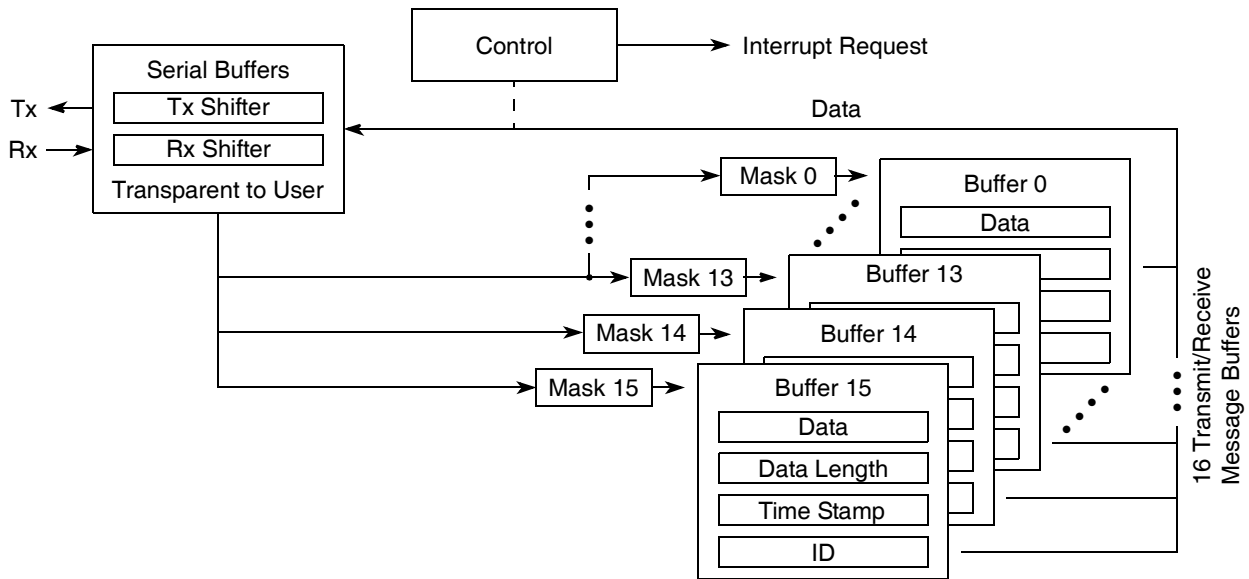 Control
Interrupt Request
Serial Buffers
Tx Shifter
Tx
Rx Shifter
Rx
Transparent to User
Data
Mask 0
Buffer 0
Data
Mask 13
Buffer 13
Mask 14
Buffer 14
Mask 15
Buffer 15
Data
Data Length
Time Stamp
ID
16 Transmit/Receive
Message Buffers